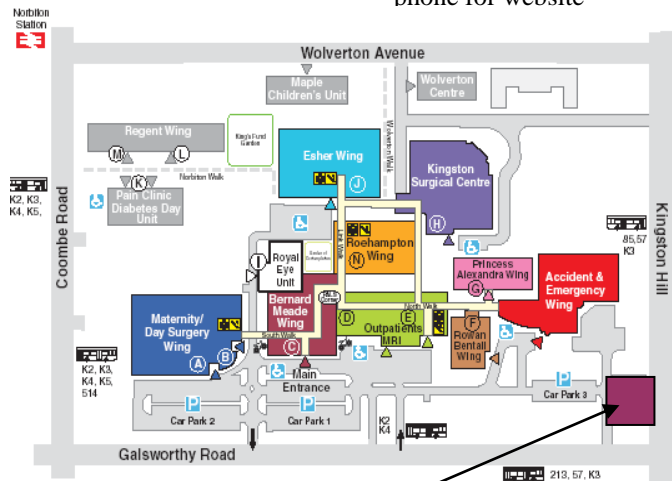 phone for website
Norbiton
Station
Wolverton Avenue
Maple
Children's Unit
Wolverton
Centre
Regent Wing
M
L
King's Fund
Garden
Wolverton Walk
Esher Wing
J
Kingston
Surgical Centre
H
Norbiton Walk
K
Pain Clinic
Diabetes Day
Unit
K2, K3,
K4, K5,
Coombe Road
Kingston Hill
85,57
K3
Link Walk
Roehampton
Wing
N
I
Royal
Eye
Unit
Princess
Alexandra Wing
G
Accident &
Emergency
Wing
Bernard
Meade
Wing
C
Maternity/
Day Surgery
Wing
A
B
South Walk
North Walk
D
E
Outpatients
MRI
F
Rowan
Bentall
Wing
Main
Entrance
K2, K3,
K4, K5,
514
P
Car Park 2
P
Car Park 1
P
Car Park 3
K2
K4
Galsworthy Road
213, 57, K3